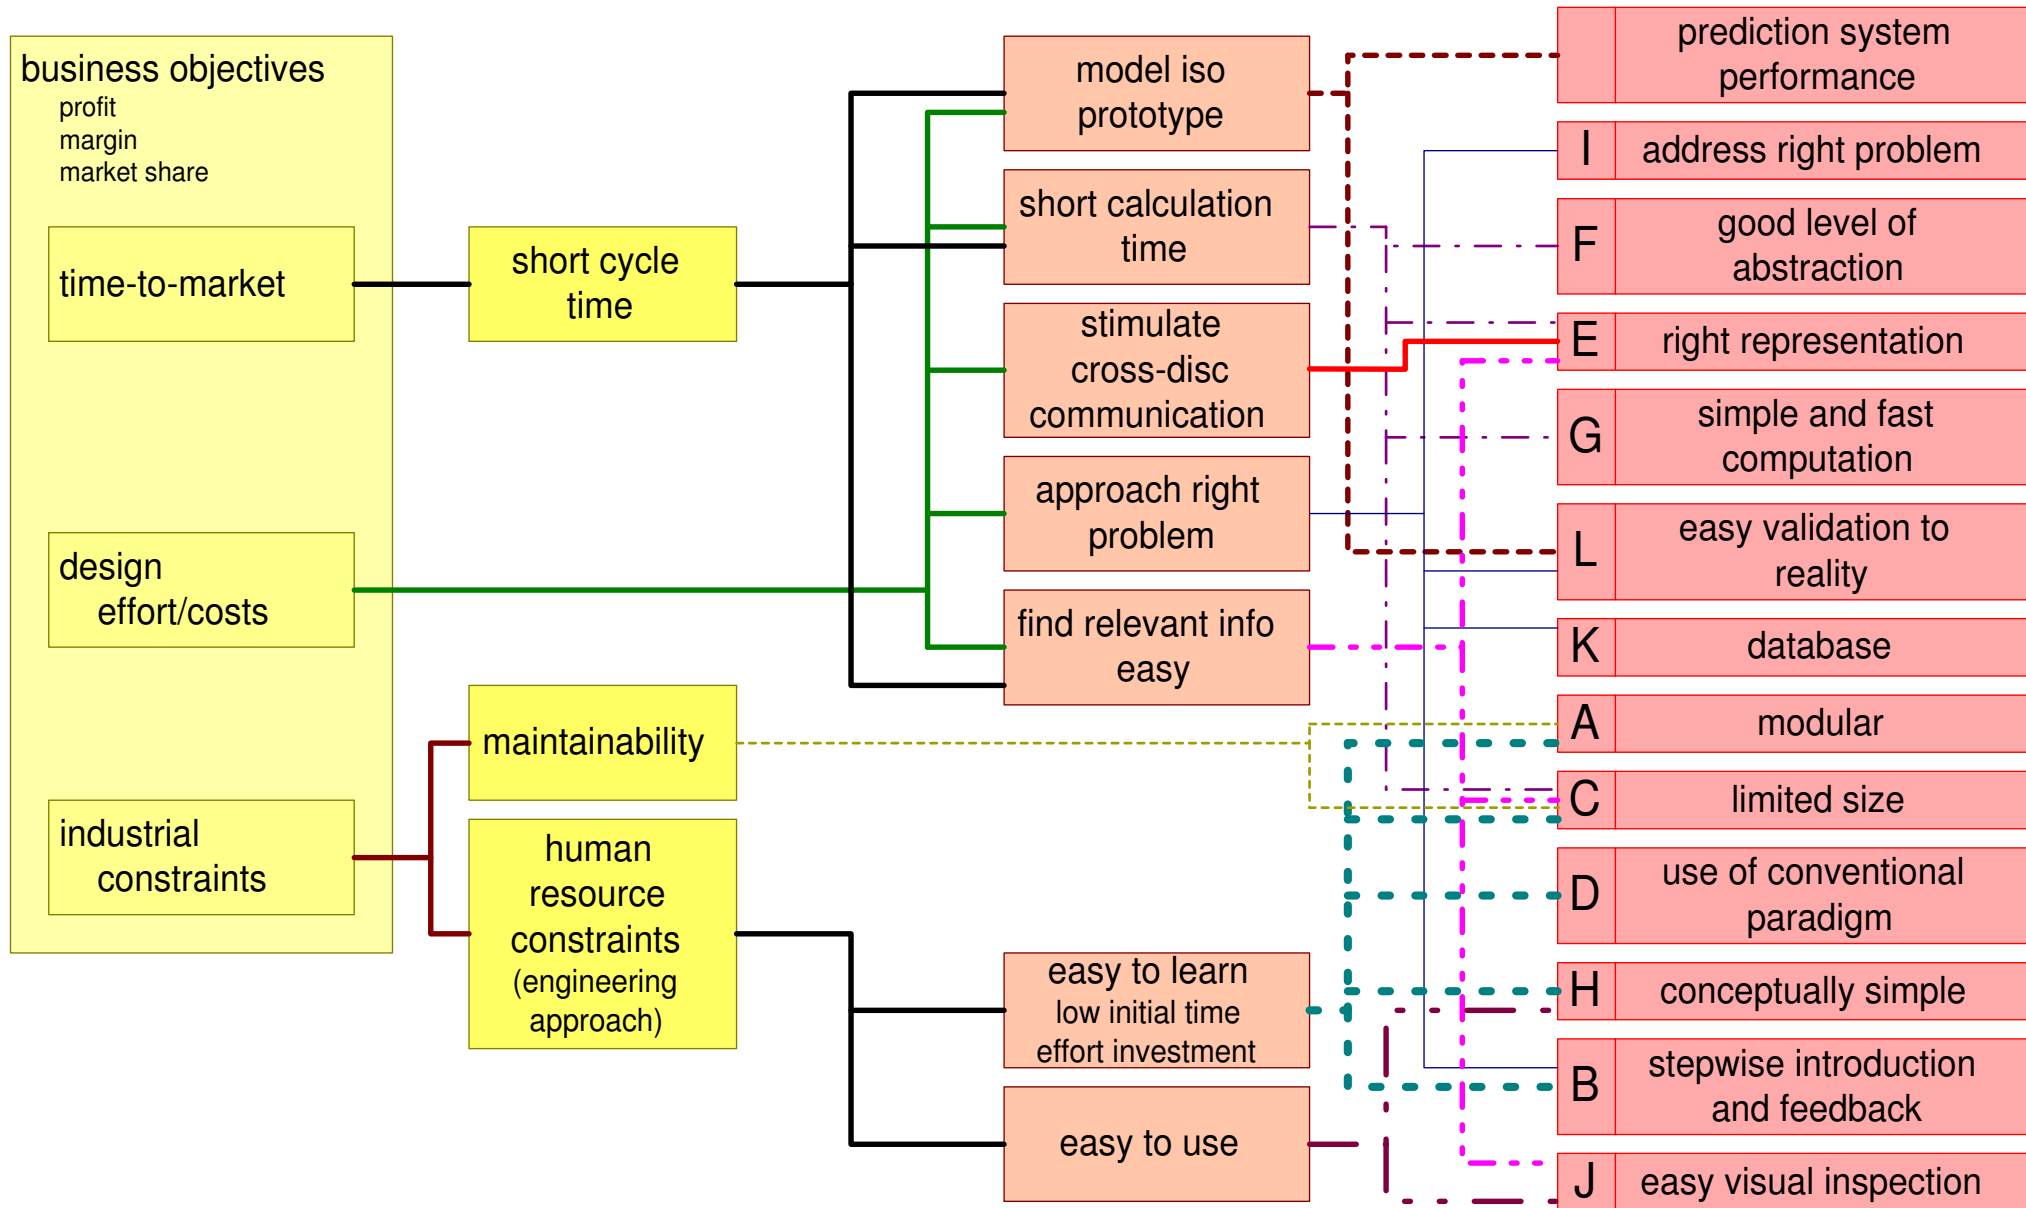 business objectives
profit
margin
market share
time-to-market
design
effort/costs
industrial
constraints
short cycle
time
maintainability
human
resource
constraints
(engineering
approach)
model iso
prototype
short calculation
time
stimulate
cross-disc
communication
approach right
problem
find relevant info
easy
easy to learn
low initial time
effort investment
easy to use
prediction system
performance
I address right problem
F good level of
abstraction
E right representation
G simple and fast
computation
L easy validation to
reality
K database
A modular
C limited size
D use of conventional
paradigm
H conceptually simple
B stepwise introduction
and feedback
J easy visual inspection